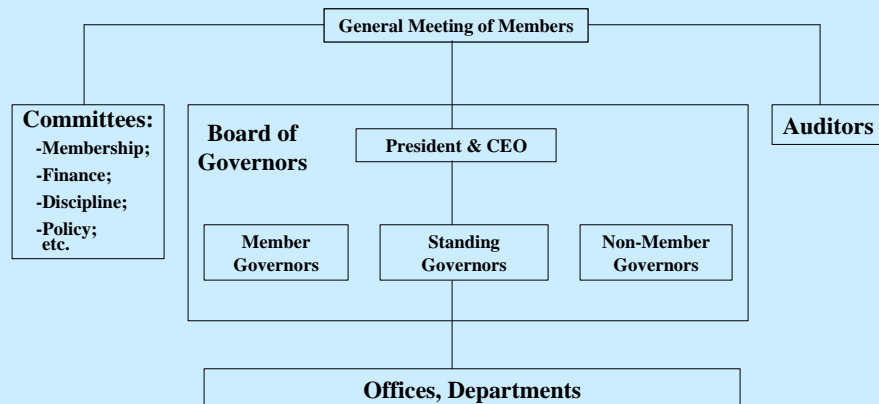 General Meeting of Members
Committees:
-Membership;
-Finance;
-Discipline;
-Policy;
etc.
Board of
Governors
President & CEO
Member
Governors
Standing
Governors
Non-Member
Governors
Auditors
Offices, Departments